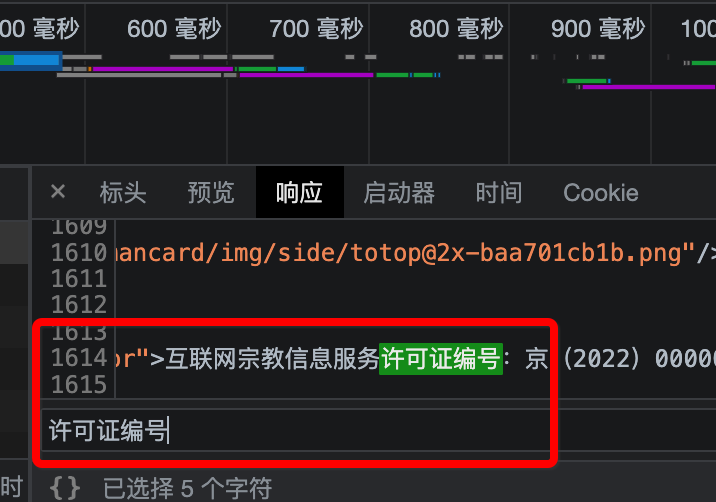 00 毫秒 600 毫秒 700 毫秒 800 毫秒 900 毫秒 100
× 标头 预览 响应 启动器 时间 Cookie
1609
1610 mancard/img/side/totop@2x-baa701cb1b.png"/>
1611
1612
1613
1614 or">互联网宗教信息服务许可证编号：京（2022）00000
1615
许可证编号
时 {} 已选择 5 个字符